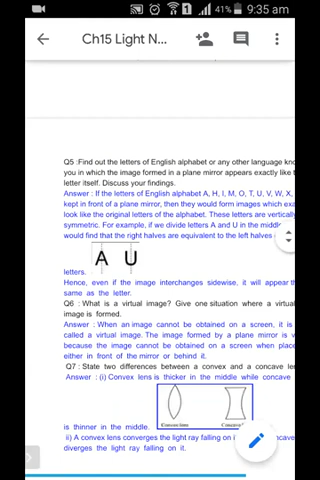 41% 9:35 am
Ch15 Light N...
Q5 :Find out the letters of English alphabet or any other language kno
you in which the image formed in a plane mirror appears exactly like t
letter itself. Discuss your findings.
Answer : If the letters of English alphabet A, H, I, M, O, T, U, V, W, X,
kept in front of a plane mirror, then they would form images which exa
look like the original letters of the alphabet. These letters are vertically
symmetric. For example, if we divide letters A and U in the middle
would find that the right halves are equivalent to the left halves
A U
letters.
Hence, even if the image interchanges sidewise, it will appear t
same as the letter.
Q6 : What is a virtual image? Give one situation where a virtual
image is formed.
Answer : When an image cannot be obtained on a screen, it is
called a virtual image. The image formed by a plane mirror is v
because the image cannot be obtained on a screen when place
either in front of the mirror or behind it.
Q7 : State two differences between a convex and a concave le
Answer : (i) Convex lens is thicker in the middle while concave
Convex lens
is thinner in the middle.
ii) A convex lens converges the light ray falling on
diverges the light ray falling on it.